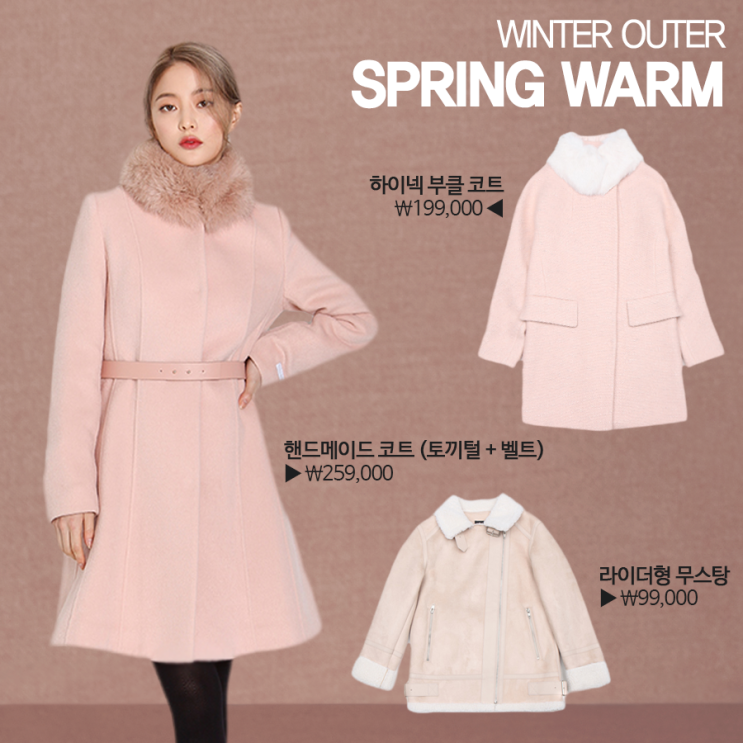 WINTER OUTER
SPRING WARM
하이넥 부클 코트
₩199,000 ◀
핸드메이드 코트 (토끼털 + 벨트)
▶ ₩259,000
라이더형 무스탕
▶ ₩99,000